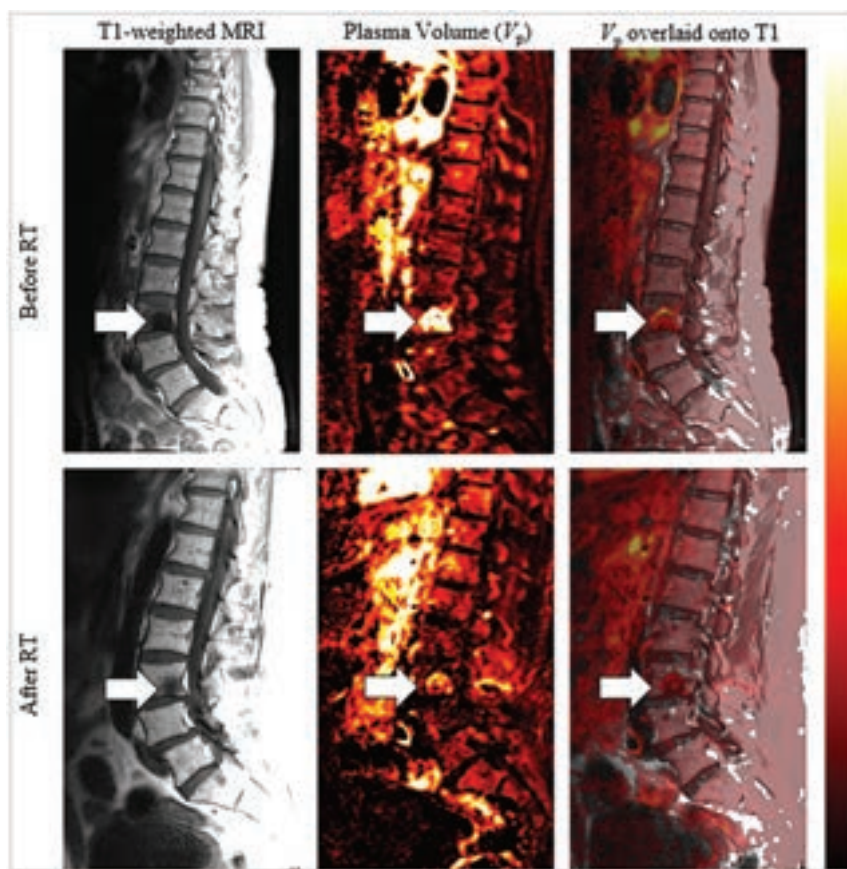 T1-weighted MRI
Plasma Volume (Vₚ)
Vₚ overlaid onto T1
Before RT
After RT